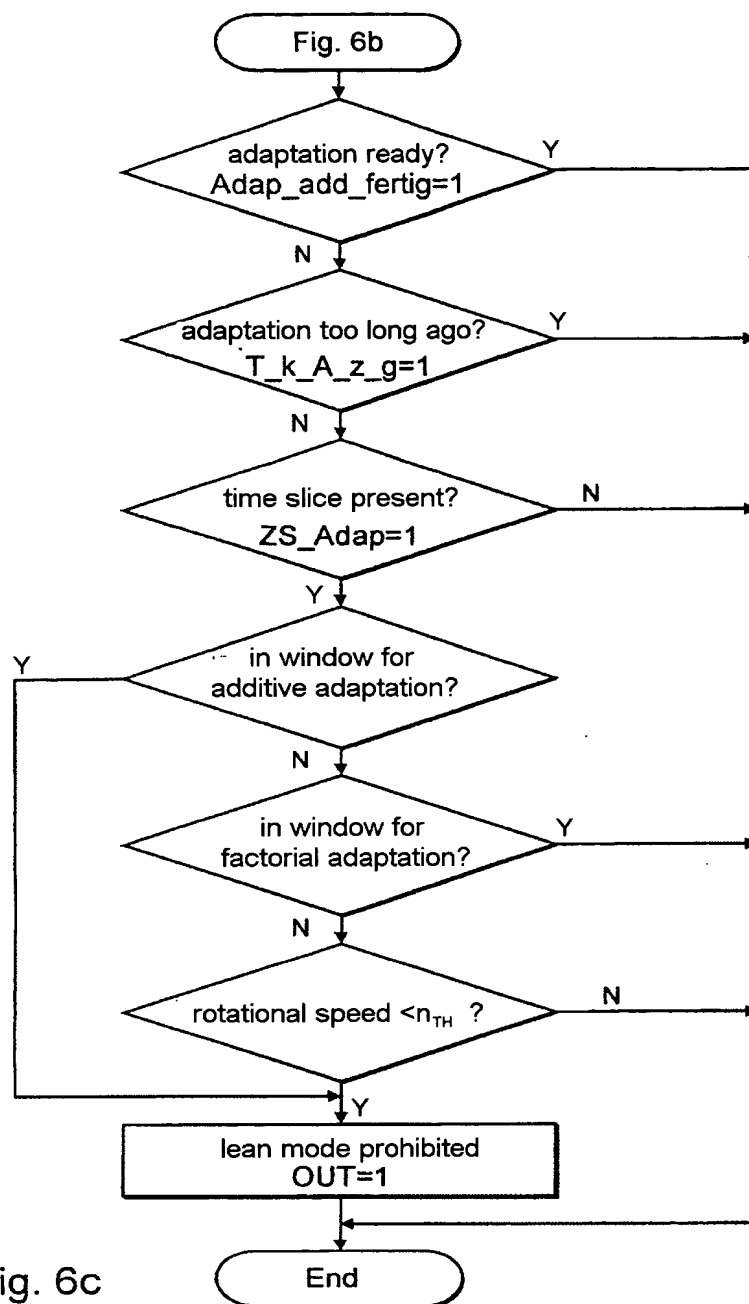 Fig. 6b
adaptation ready?
Adap_add_fertig=1
Y
N
adaptation too long ago?
T_k_A_z_g=1
Y
N
time slice present?
ZS_Adap=1
N
Y
in window for
additive adaptation?
Y
N
in window for
factorial adaptation?
Y
N
rotational speed <n_TH ?
N
Y
lean mode prohibited
OUT=1
End
ig. 6c